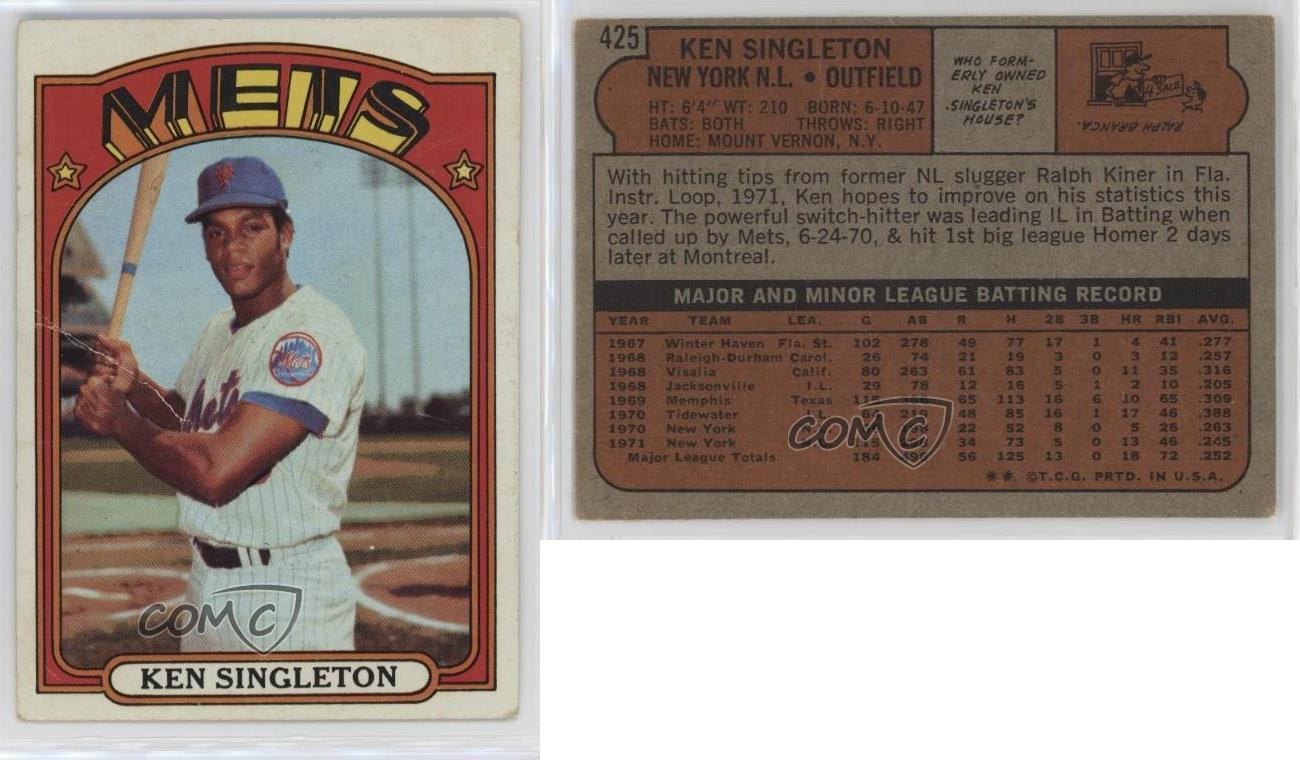 METS
Mets
KEN SINGLETON
COMC
425
KEN SINGLETON
NEW YORK N.L. • OUTFIELD
HT: 6'4" WT: 210 BORN: 6-10-47
BATS: BOTH THROWS: RIGHT
HOME: MOUNT VERNON, N.Y.
WHO FORM-
ERLY OWNED
KEN
SINGLETON'S
HOUSE?
4 SALE
RALPH BRANCA.
With hitting tips from former NL slugger Ralph Kiner in Fla.
Instr. Loop, 1971, Ken hopes to improve on his statistics this
year. The powerful switch-hitter was leading IL in Batting when
called up by Mets, 6-24-70, & hit 1st big league Homer 2 days
later at Montreal.
MAJOR AND MINOR LEAGUE BATTING RECORD
YEAR TEAM LEA. G AB R H 2B 3B HR RBI AVG.
1967 Winter Haven Fla. St. 102 278 49 77 17 1 4 41 .277
1968 Raleigh-Durham Carol. 26 74 21 19 3 0 3 12 .257
1968 Visalia Calif. 80 263 61 83 5 0 11 35 .316
1968 Jacksonville I.L. 29 78 12 16 5 1 2 10 .205
1969 Memphis Texas 65 113 16 6 10 65 .309
1970 Tidewater 219 48 85 16 1 17 46 .388
1970 New York 22 52 8 0 5 26 .263
1971 New York 34 73 5 0 13 46 .245
Major League Totals 184 56 125 13 0 18 72 .252
COMC
** ©T.C.G. PRTD. IN U.S.A.